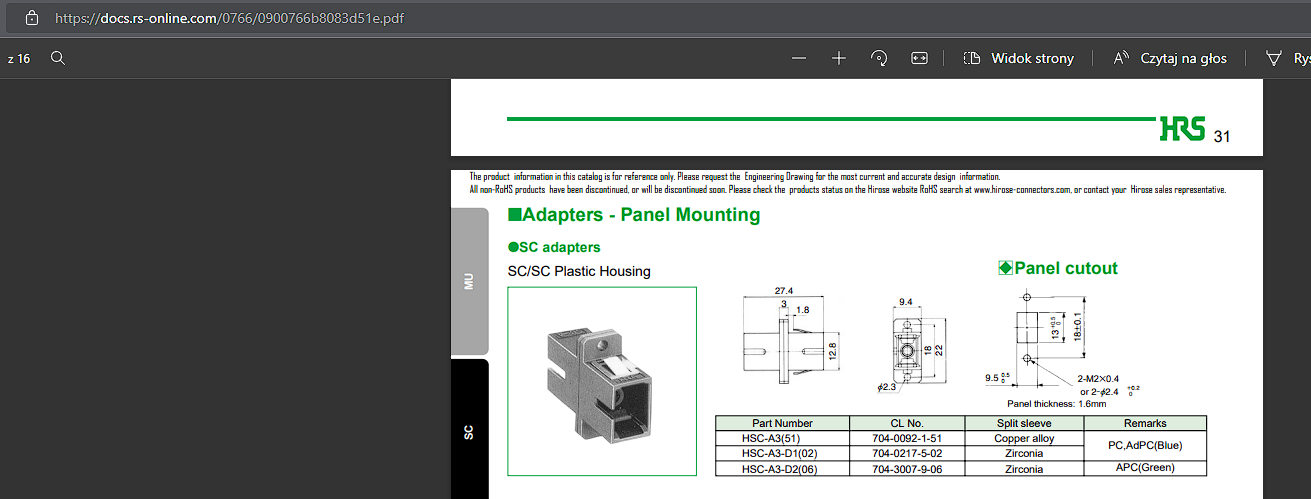 https://docs.rs-online.com/0766/0900766b8083d51e.pdf
z 16
Widok strony
Czytaj na głos
Rys
HRS 31
The product information in this catalog is for reference only. Please request the Engineering Drawing for the most current and accurate design information.
All non-RoHS products have been discontinued, or will be discontinued soon. Please check the products status on the Hirose website RoHS search at www.hirose-connectors.com, or contact your Hirose sales representative.
MU
SC
■Adapters - Panel Mounting
●SC adapters
SC/SC Plastic Housing
◈Panel cutout
27.4
3
1.8
12.8
9.4
18
22
φ2.3
13 +0.5 0
18±0.1
9.5 0.5 0
2-M2×0.4
or 2-φ2.4 +0.2 0
Panel thickness: 1.6mm
Part Number CL No. Split sleeve Remarks
HSC-A3(51) 704-0092-1-51 Copper alloy PC,AdPC(Blue)
HSC-A3-D1(02) 704-0217-5-02 Zirconia
HSC-A3-D2(06) 704-3007-9-06 Zirconia APC(Green)